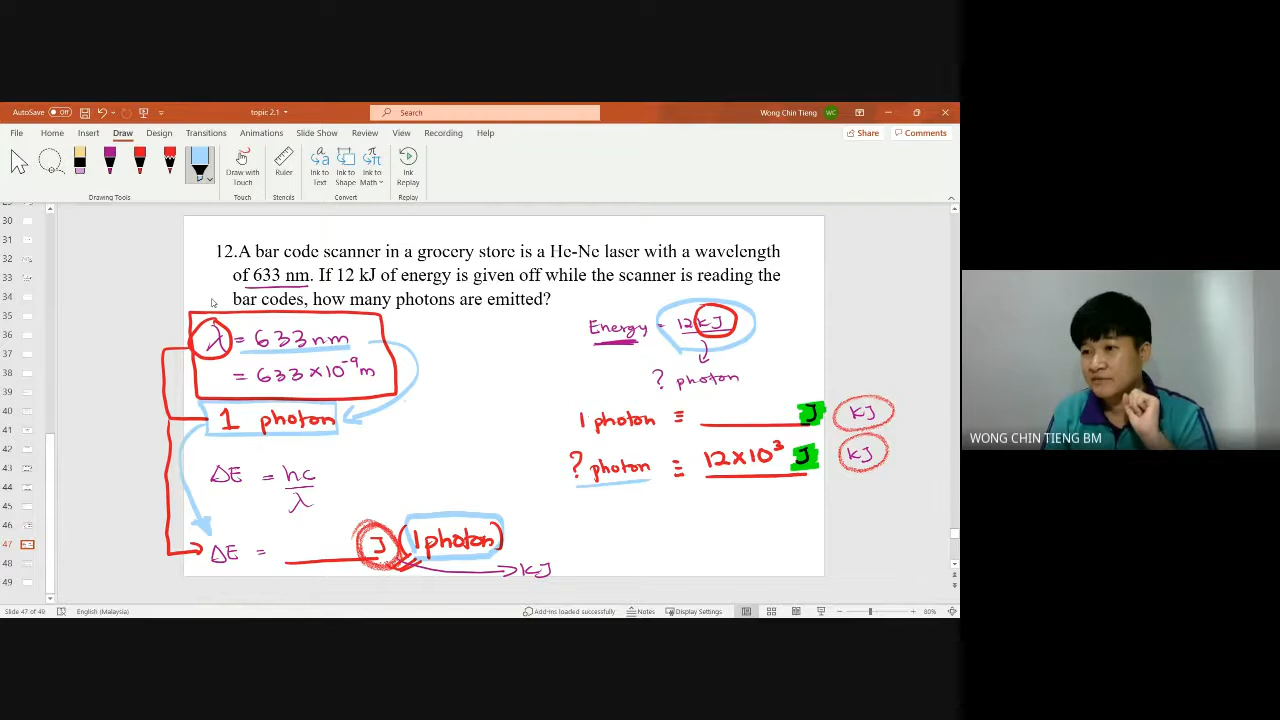 AutoSave Off topic 2.1 Search Wong Chin Tieng WC
File Home Insert Draw Design Transitions Animations Slide Show Review View Recording Help Share Comments
Draw with Touch Ruler Ink to Text Ink to Shape Ink to Math Ink Replay
Drawing Tools Touch Stencils Convert Replay
30
31
32
33
34
35
36
37
38
39
40
41
42
43
44
45
46
47
48
49
12.A bar code scanner in a grocery store is a He-Ne laser with a wavelength
of 633 nm. If 12 kJ of energy is given off while the scanner is reading the
bar codes, how many photons are emitted?
λ = 633nm
= 633×10⁻⁹m
1 photon
ΔE = hc/λ
ΔE = ______ J (1 photon)
→ kJ
Energy = 12kJ
? photon
1 photon ≡ ______ J kJ
? photon ≡ 12×10³ J kJ
WONG CHIN TIENG BM
Slide 47 of 49 English (Malaysia) Add-ins loaded successfully Notes Display Settings 80%